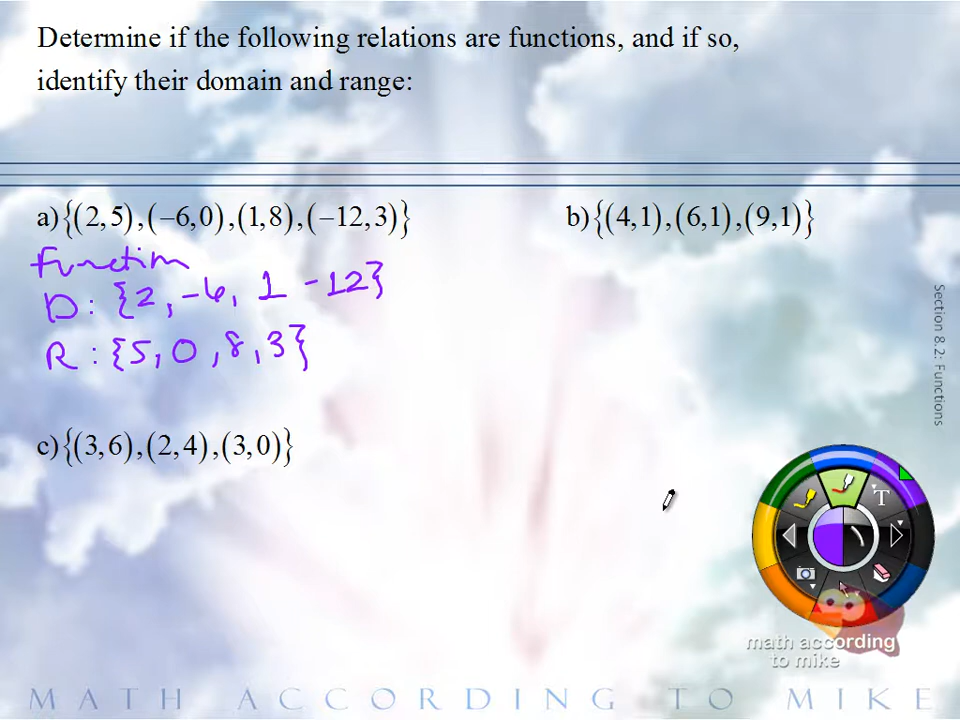 Determine if the following relations are functions, and if so,
identify their domain and range:
a) {(2,5),(−6,0),(1,8),(−12,3)}
b) {(4,1),(6,1),(9,1)}
Function
D: {2, -6, 1 -12}
R: {5, 0, 8, 3}
c) {(3,6),(2,4),(3,0)}
Section 8.2: Functions
T
math according
to mike
MATH ACCORDING TO MIKE